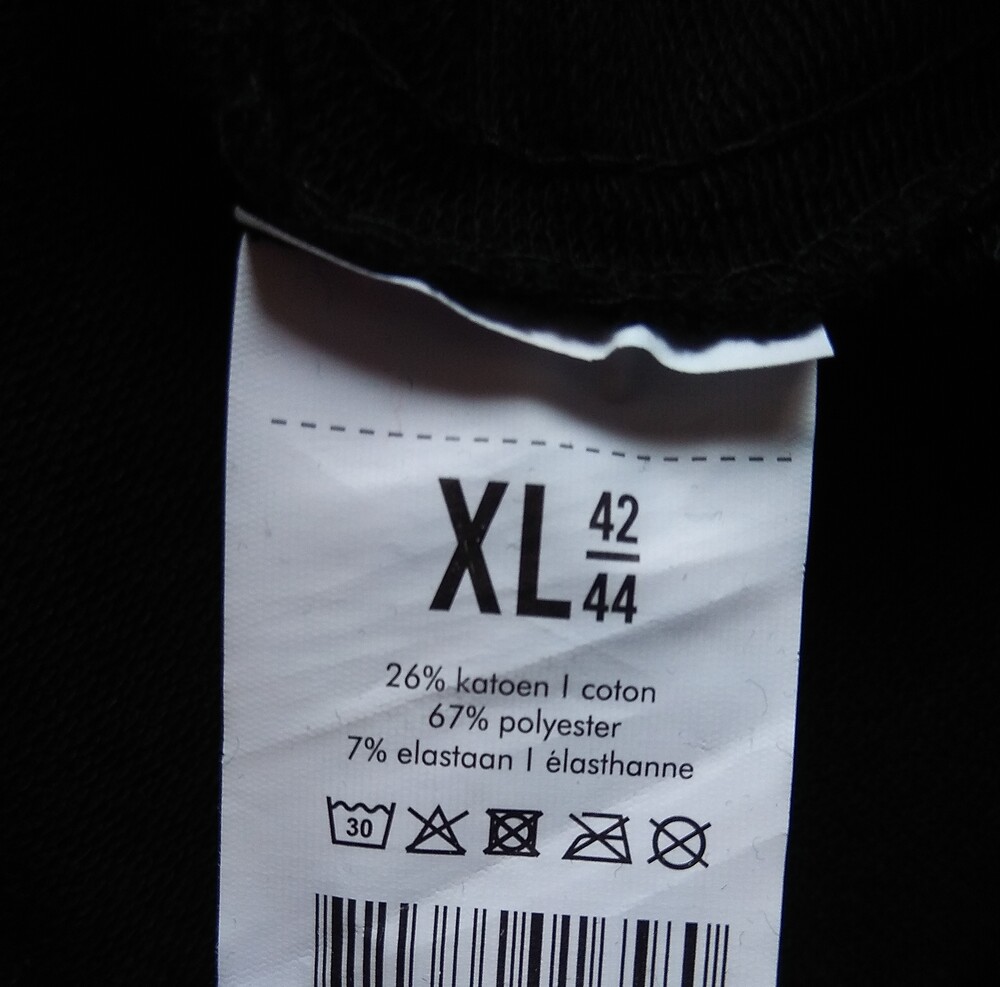 XL 42
44
26% katoen | coton
67% polyester
7% elastaan | élasthanne
30